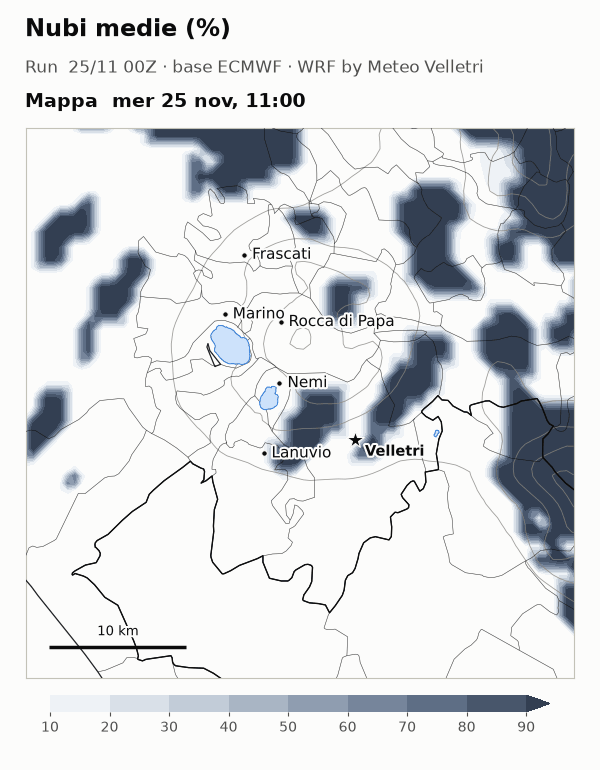 Nubi medie (%)
Run  25/11 00Z · base ECMWF · WRF by Meteo Velletri
Mappa  mer 25 nov, 11:00
Frascati
Marino
Rocca di Papa
Nemi
Velletri
Lanuvio
10 km
10 20 30 40 50 60 70 80 90